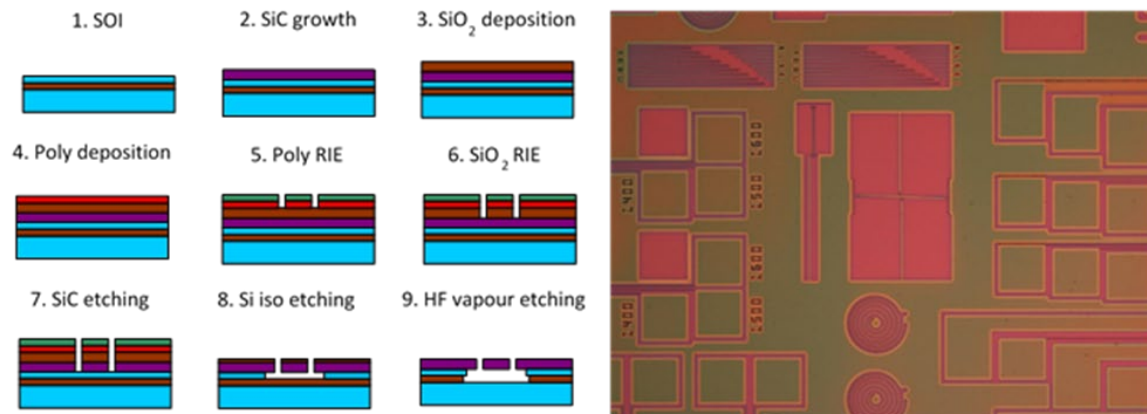 1. SOI
2. SiC growth
3. SiO2 deposition
4. Poly deposition
5. Poly RIE
6. SiO2 RIE
7. SiC etching
8. Si iso etching
9. HF vapour etching